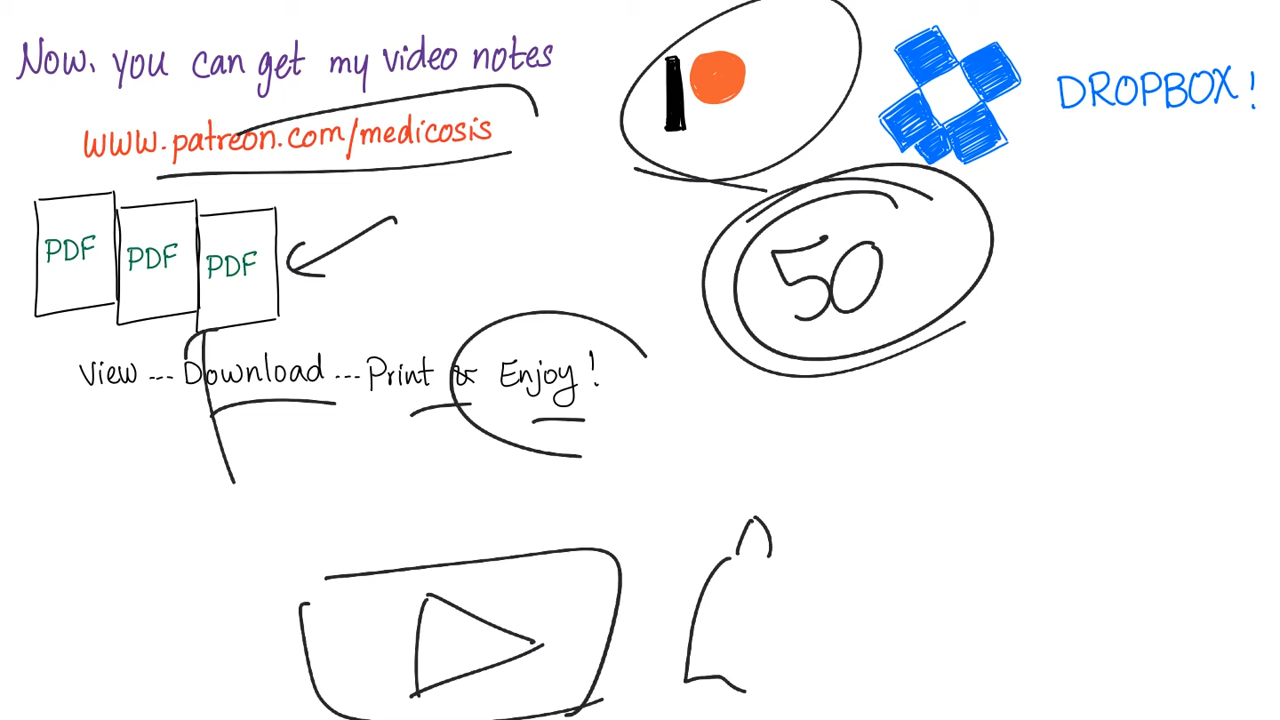 Now, you can get my video notes
www.patreon.com/medicosis
DROPBOX!
PDF
PDF
PDF
50
View ... Download ... Print & Enjoy!